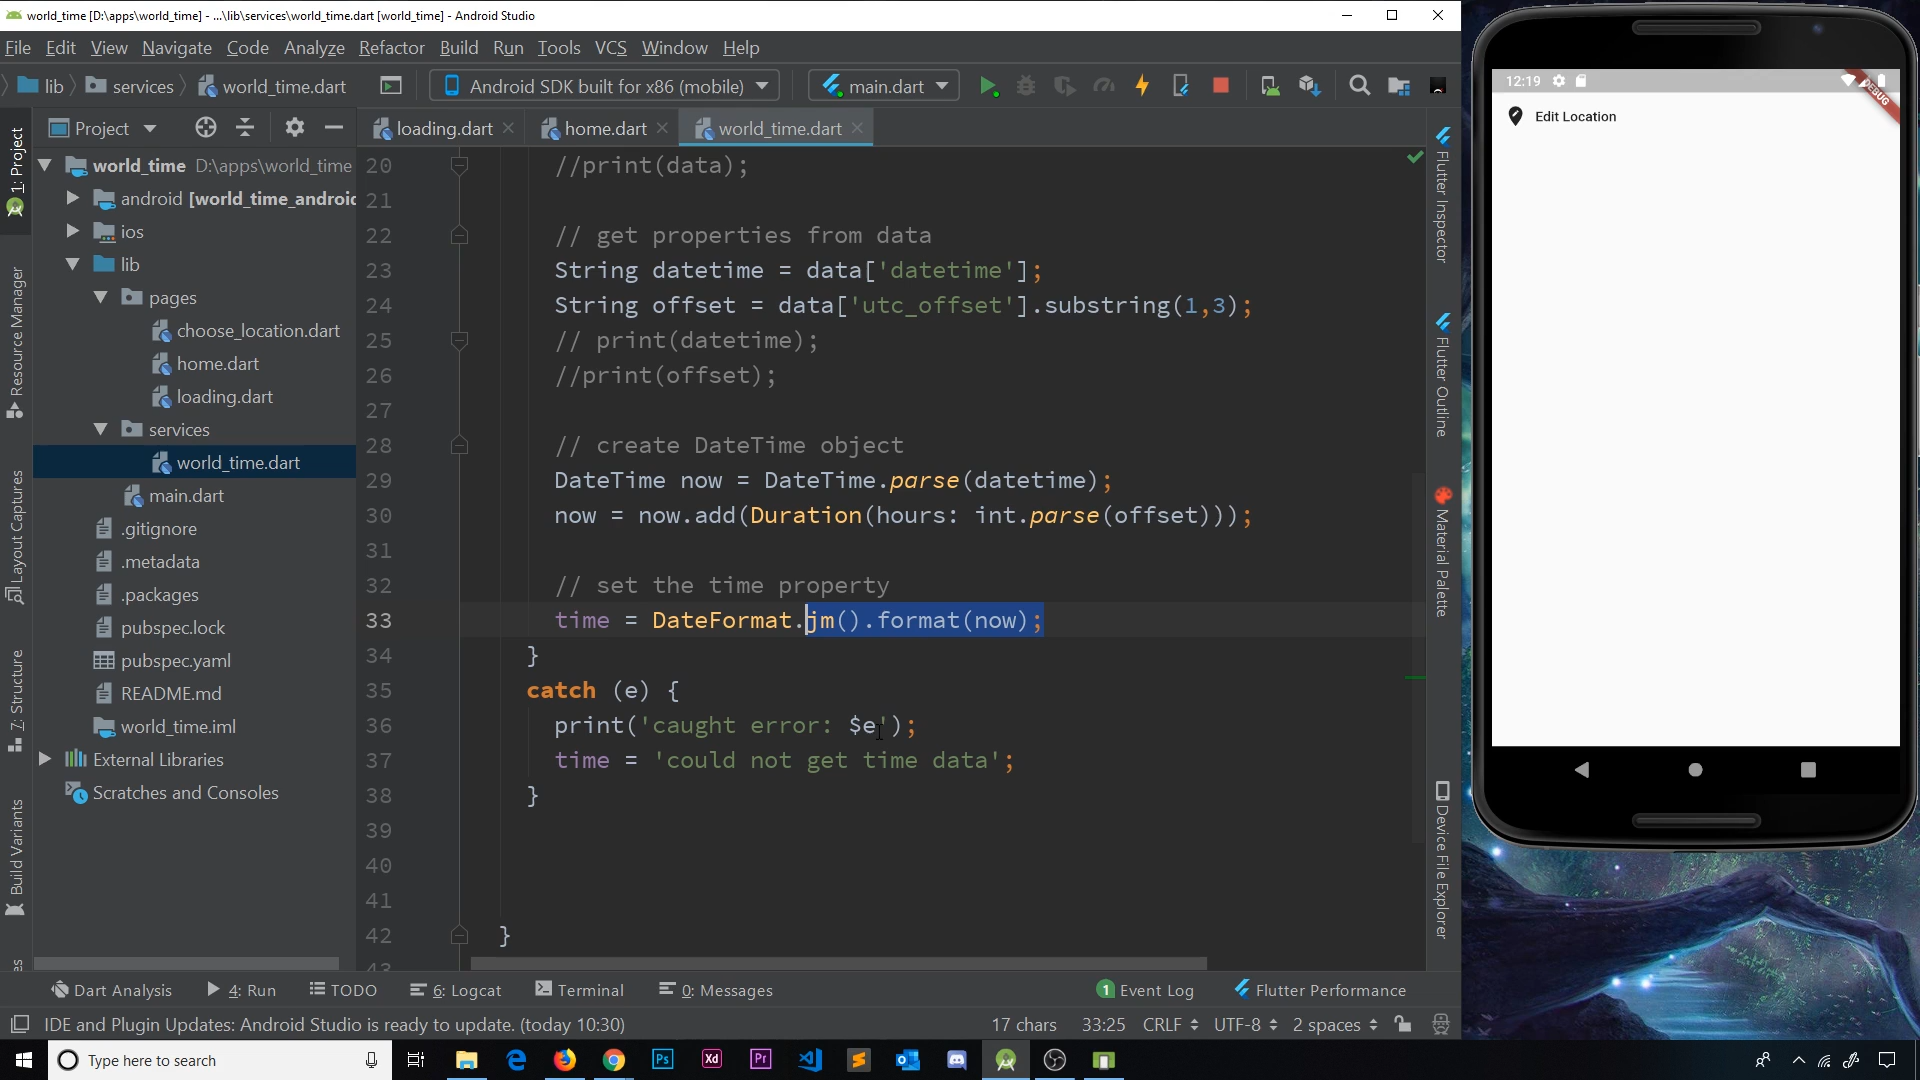 world_time [D:\apps\world_time] - ...\lib\services\world_time.dart [world_time] - Android Studio
File Edit View Navigate Code Analyze Refactor Build Run Tools VCS Window Help
lib services world_time.dart Android SDK built for x86 (mobile) main.dart
Project loading.dart home.dart world_time.dart
1: Project
Resource Manager
Layout Captures
7: Structure
Build Variants
world_time D:\apps\world_time
android [world_time_android
ios
lib
pages
choose_location.dart
home.dart
loading.dart
services
world_time.dart
main.dart
.gitignore
.metadata
.packages
pubspec.lock
pubspec.yaml
README.md
world_time.iml
External Libraries
Scratches and Consoles
20 //print(data);
21
22 // get properties from data
23 String datetime = data['datetime'];
24 String offset = data['utc_offset'].substring(1,3);
25 // print(datetime);
26 //print(offset);
27
28 // create DateTime object
29 DateTime now = DateTime.parse(datetime);
30 now = now.add(Duration(hours: int.parse(offset)));
31
32 // set the time property
33 time = DateFormat.jm().format(now);
34 }
35 catch (e) {
36 print('caught error: $e');
37 time = 'could not get time data';
38 }
39
40
41
42 }
43
Flutter Inspector
Flutter Outline
Material Palette
Device File Explorer
12:19
DEBUG
Edit Location
Dart Analysis 4: Run TODO 6: Logcat Terminal 0: Messages 1 Event Log Flutter Performance
IDE and Plugin Updates: Android Studio is ready to update. (today 10:30) 17 chars 33:25 CRLF UTF-8 2 spaces
Type here to search Ps Xd Pr